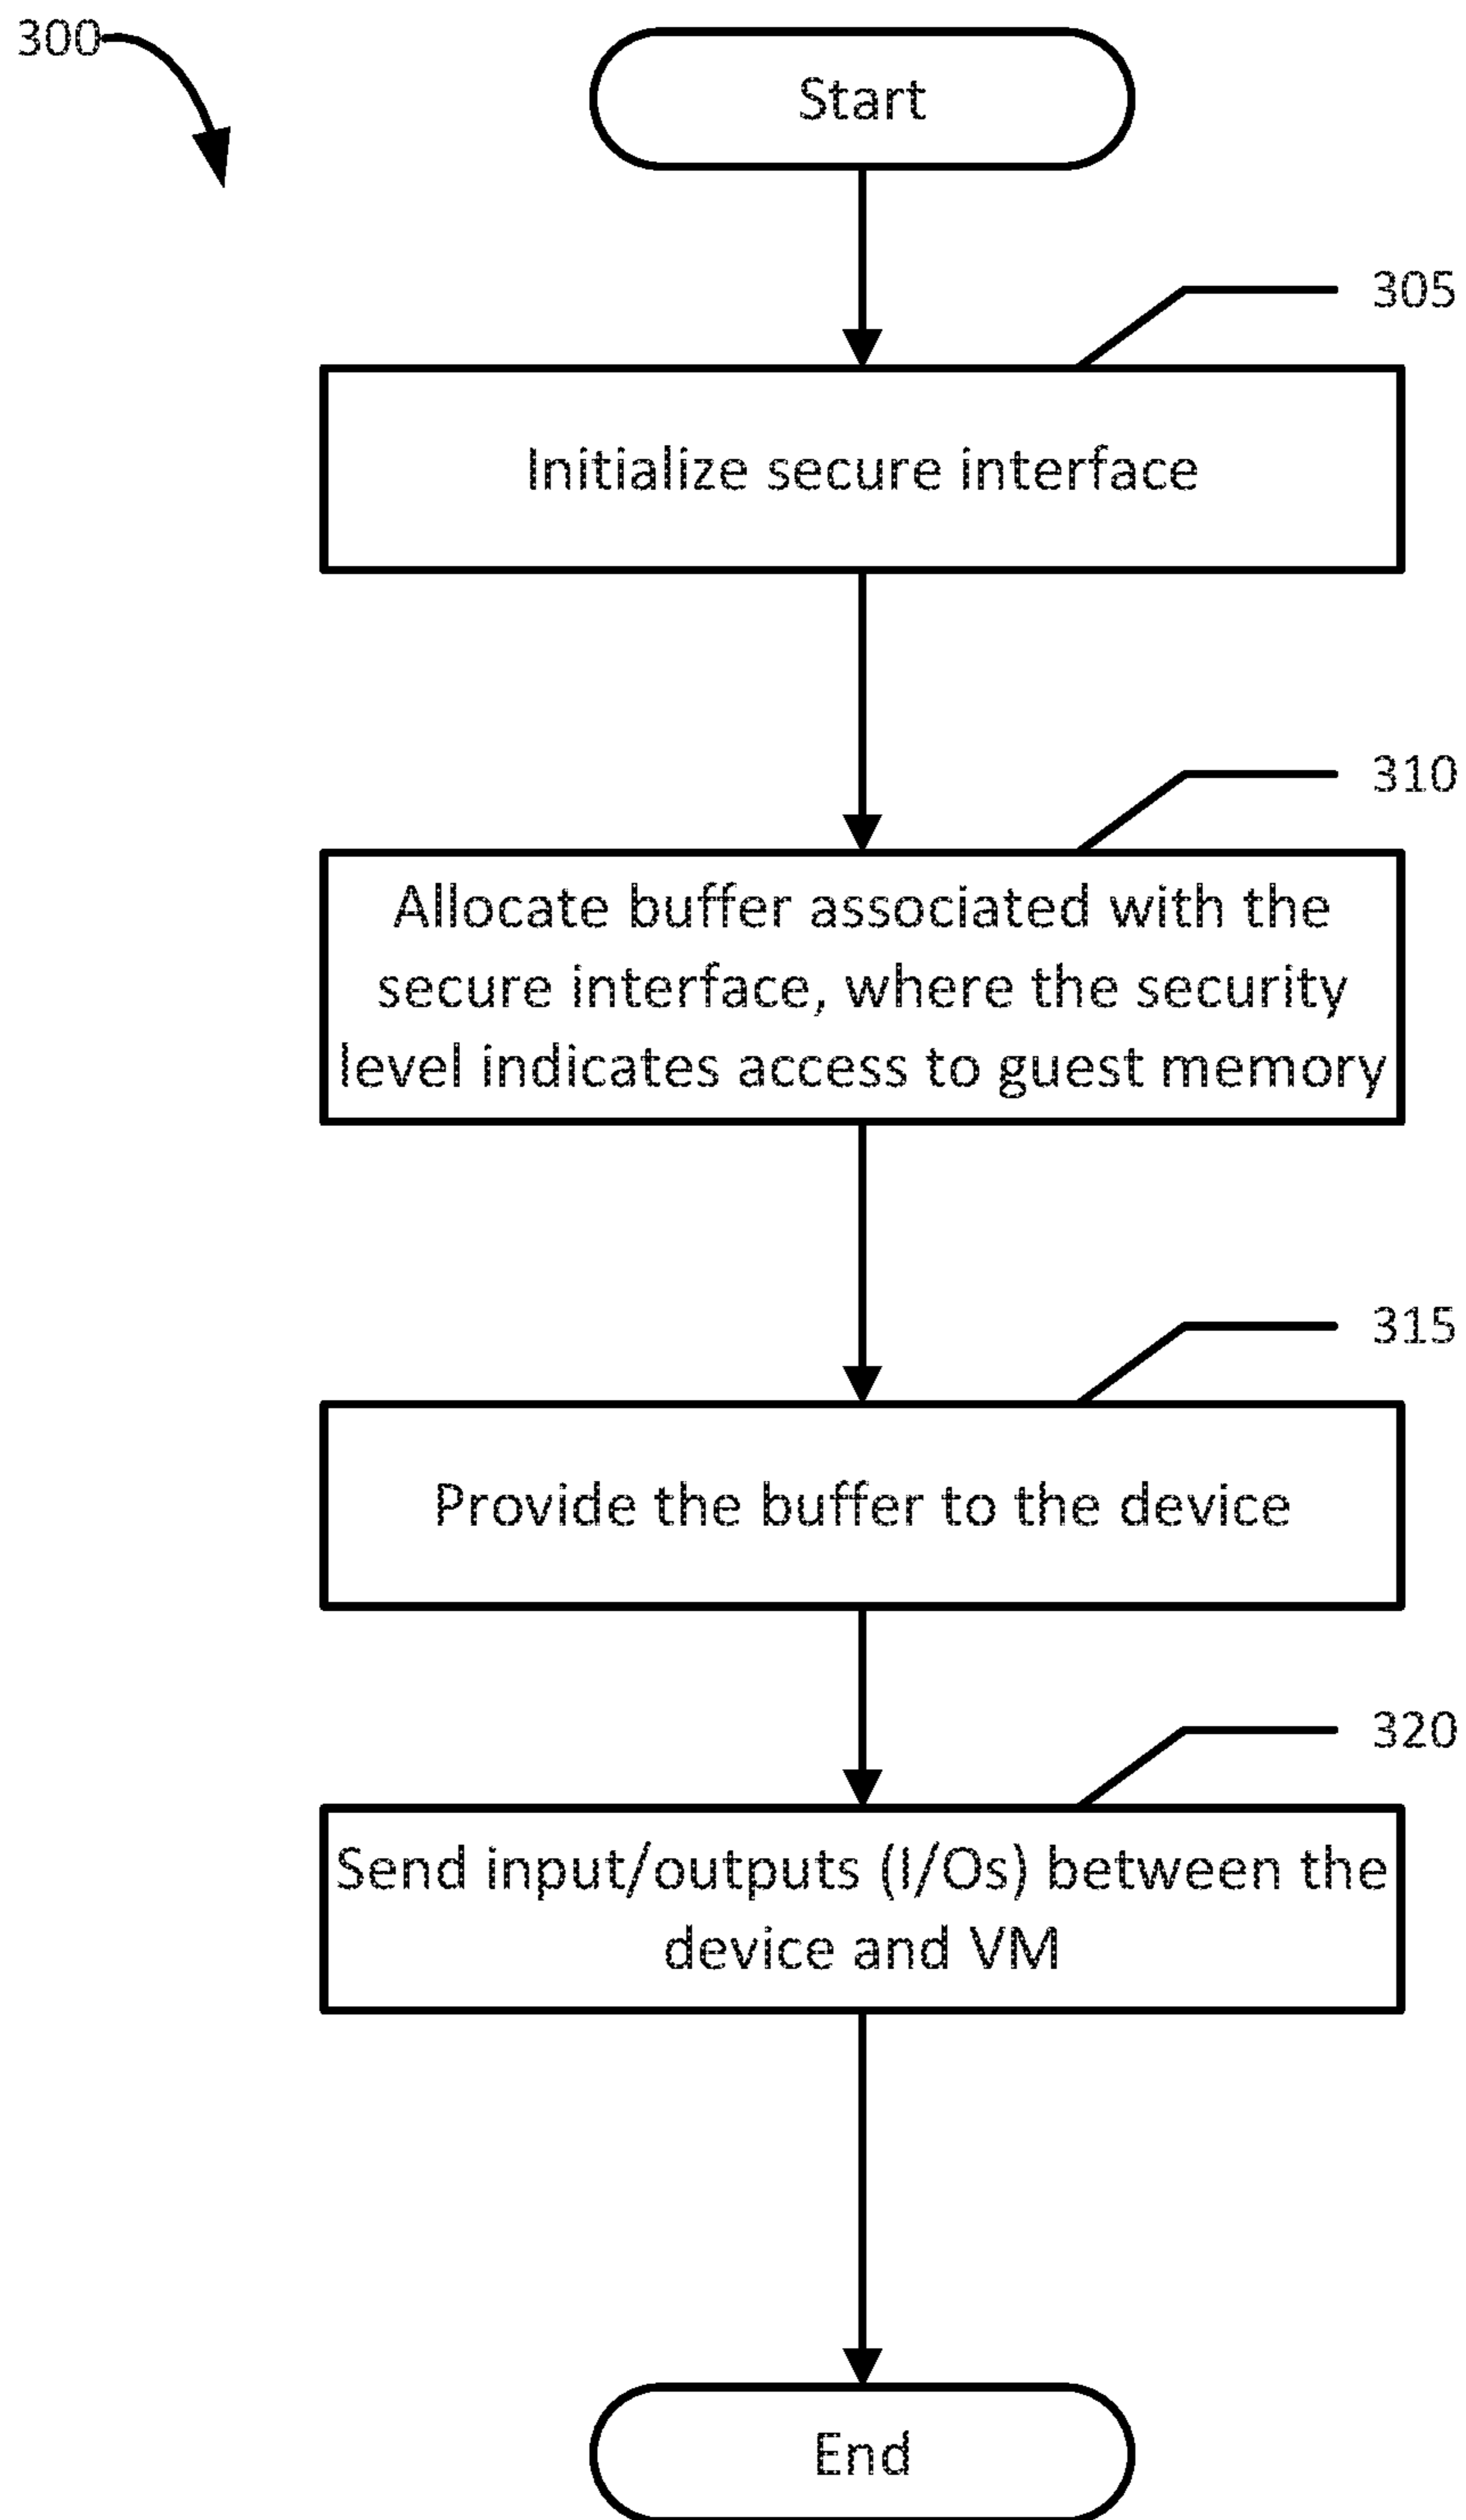 300
Start
305
Initialize secure interface
310
Allocate buffer associated with the
secure interface, where the security
level indicates access to guest memory
315
Provide the buffer to the device
320
Send input/outputs (I/Os) between the
device and VM
End